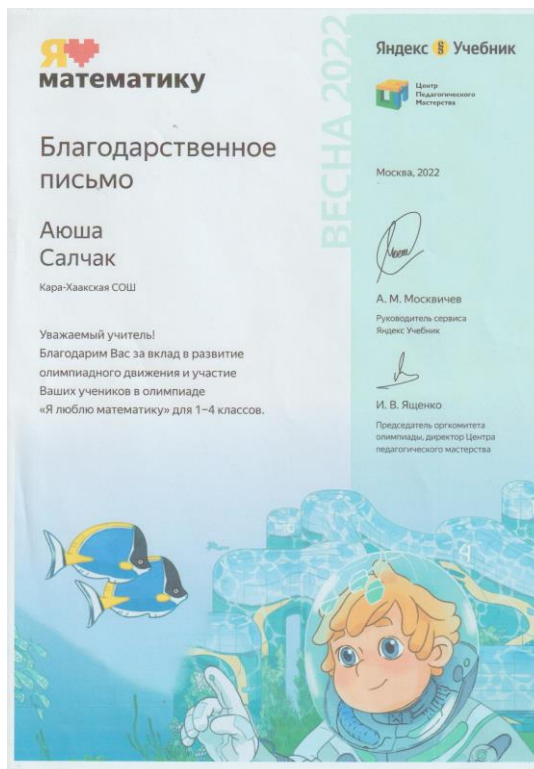 Я
математику
Благодарственное
письмо
Аюша
Салчак
Кара-Хаакская СОШ
Уважаемый учитель!
Благодарим Вас за вклад в развитие
олимпиадного движения и участие
Ваших учеников в олимпиаде
«Я люблю математику» для 1–4 классов.
ВЕСНА 2022
Яндекс § Учебник
Центр
Педагогического
Мастерства
Москва, 2022
А. М. Москвичев
Руководитель сервиса
Яндекс Учебник
И. В. Ященко
Председатель оргкомитета
олимпиады, директор Центра
педагогического мастерства
Я